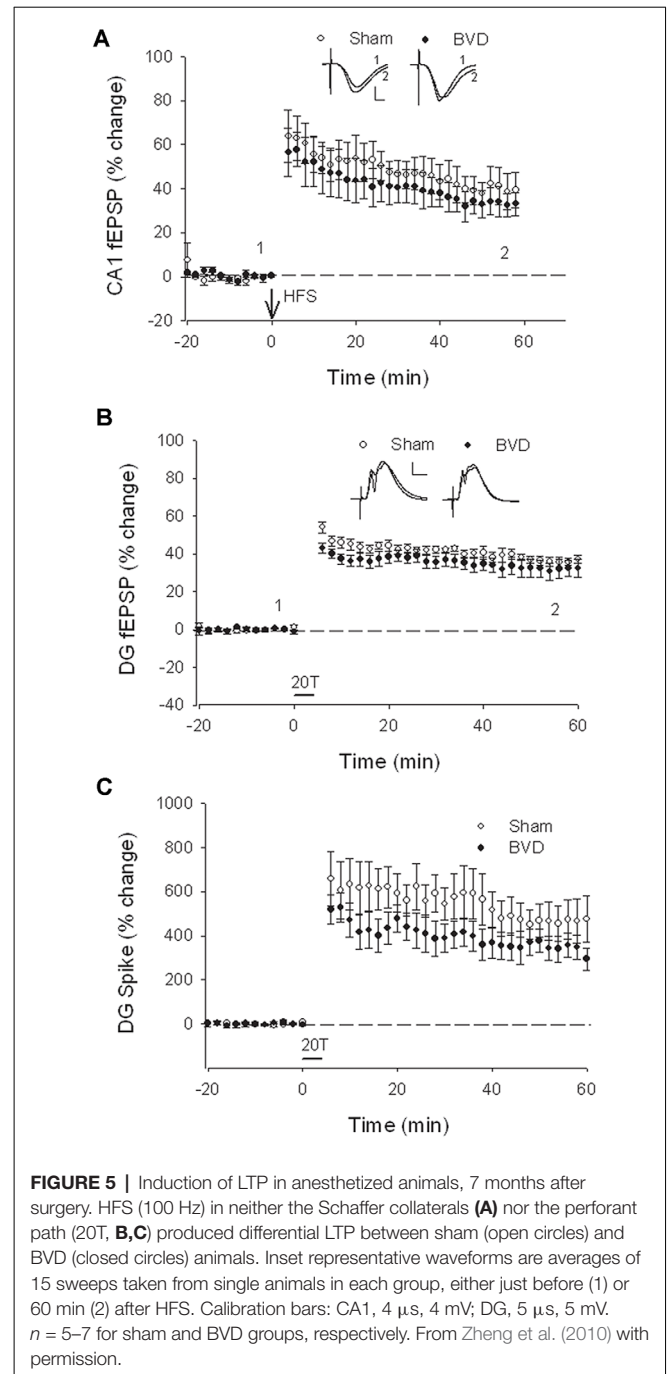 A
Sham BVD
1
2
1
2
100
80
60
40
20
0
-20
CA1 fEPSP (% change)
1
2
HFS
-20 0 20 40 60
Time (min)
B
Sham BVD
100
80
60
40
20
0
-20
-40
DG fEPSP (% change)
1
2
20T
-20 0 20 40 60
Time (min)
C
Sham
BVD
1000
800
600
400
200
0
DG Spike (% change)
20T
-20 0 20 40 60
Time (min)
FIGURE 5 | Induction of LTP in anesthetized animals, 7 months after
surgery. HFS (100 Hz) in neither the Schaffer collaterals (A) nor the perforant
path (20T, B,C) produced differential LTP between sham (open circles) and
BVD (closed circles) animals. Inset representative waveforms are averages of
15 sweeps taken from single animals in each group, either just before (1) or
60 min (2) after HFS. Calibration bars: CA1, 4 μs, 4 mV; DG, 5 μs, 5 mV.
n = 5–7 for sham and BVD groups, respectively. From Zheng et al. (2010) with
permission.